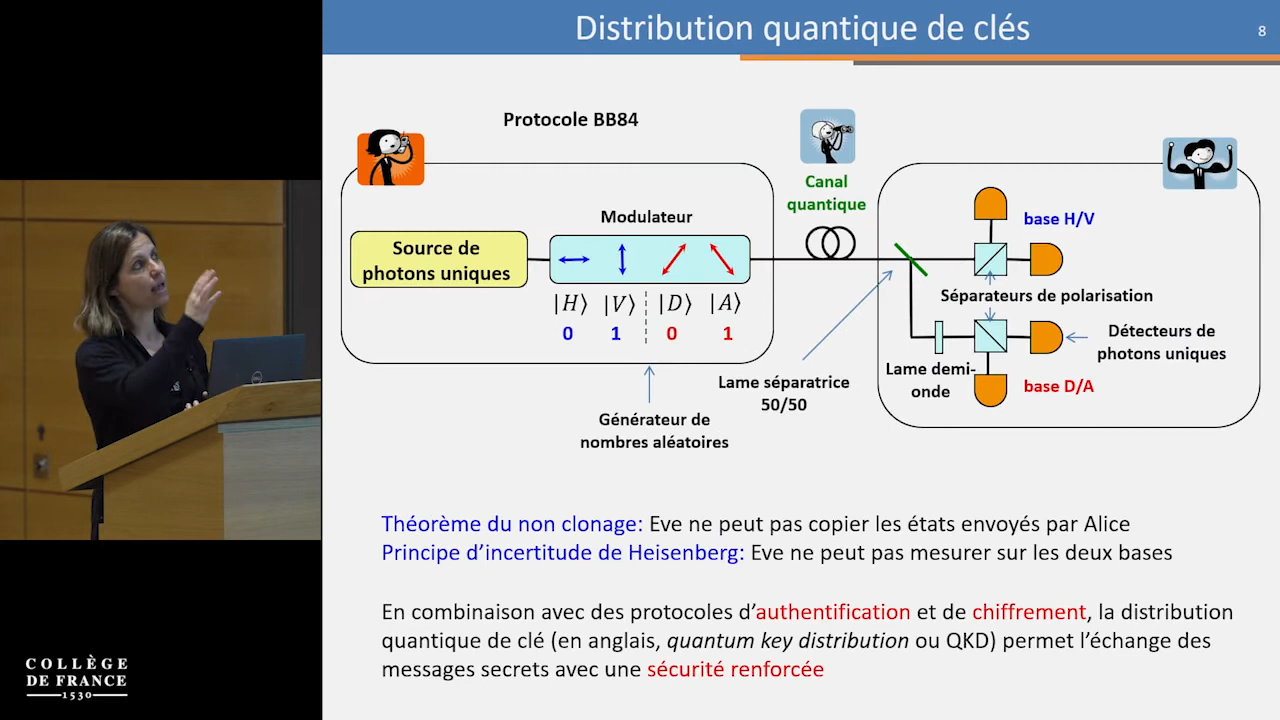 Distribution quantique de clés
8
Protocole BB84
Canal
quantique
Modulateur
Source de
photons uniques
|H⟩ |V⟩ |D⟩ |A⟩
0 1 0 1
base H/V
Séparateurs de polarisation
Détecteurs de
photons uniques
Lame demi-
onde
base D/A
Lame séparatrice
50/50
Générateur de
nombres aléatoires
Théorème du non clonage: Eve ne peut pas copier les états envoyés par Alice
Principe d’incertitude de Heisenberg: Eve ne peut pas mesurer sur les deux bases
En combinaison avec des protocoles d’authentification et de chiffrement, la distribution
quantique de clé (en anglais, quantum key distribution ou QKD) permet l’échange des
messages secrets avec une sécurité renforcée
COLLÈGE
DE FRANCE
1530